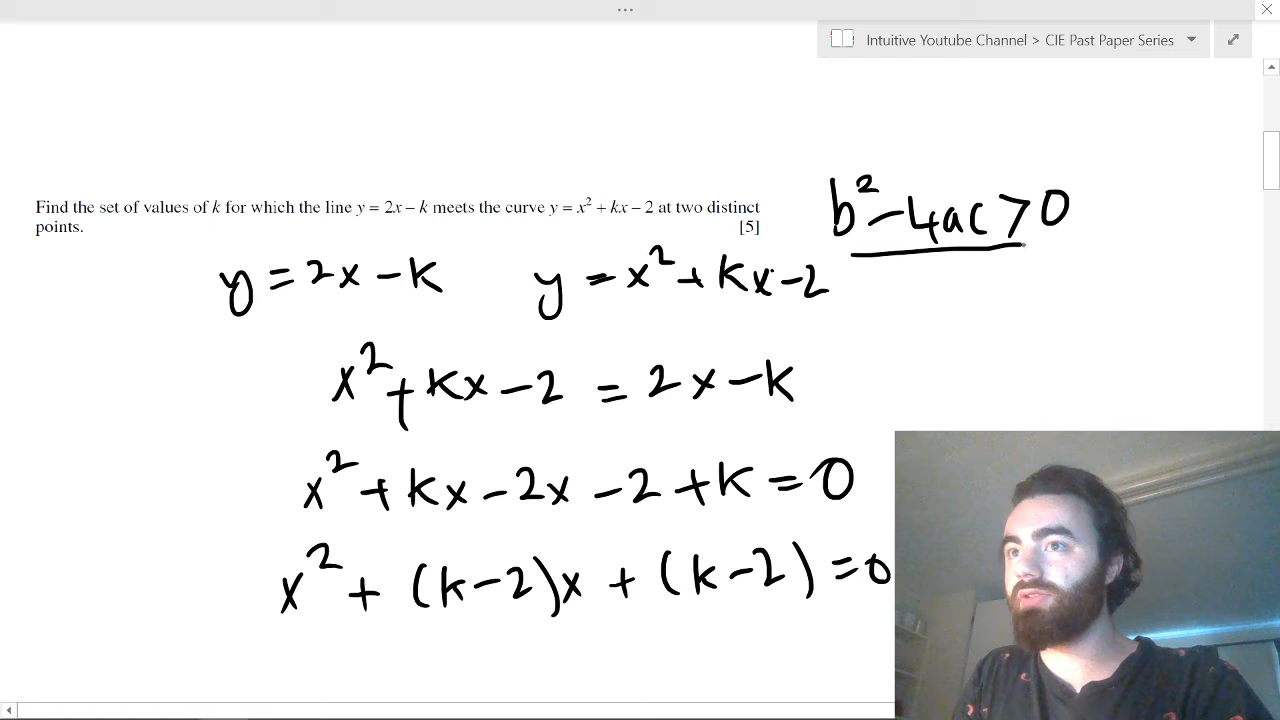 Intuitive Youtube Channel > CIE Past Paper Series
Find the set of values of k for which the line y = 2x − k meets the curve y = x² + kx − 2 at two distinct
points. [5]
b² − 4ac > 0
y = 2x − k y = x² + kx − 2
x² + kx − 2 = 2x − k
x² + kx − 2x − 2 + k = 0
x² + (k − 2)x + (k − 2) = 0